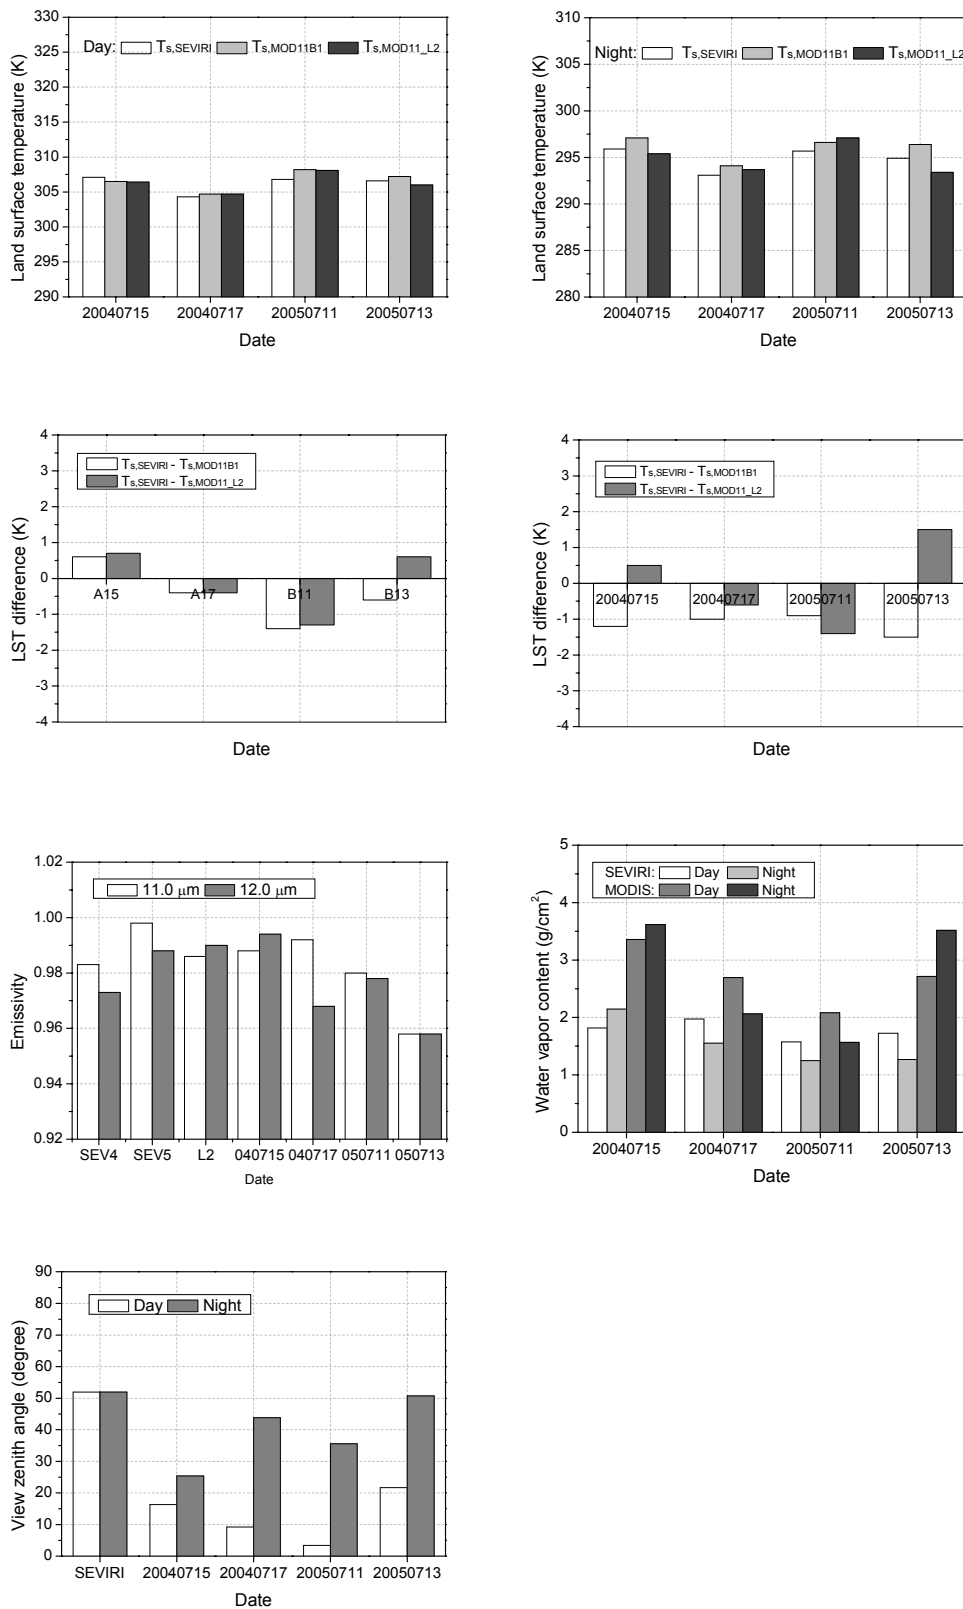 330
325
320
315
310
305
300
295
290
Land surface temperature (K)
Day: Ts,SEVIRI Ts,MOD11B1 Ts,MOD11_L2
20040715 20040717 20050711 20050713
Date
310
305
300
295
290
285
280
Land surface temperature (K)
Night: Ts,SEVIRI Ts,MOD11B1 Ts,MOD11_L2
20040715 20040717 20050711 20050713
Date
4
3
2
1
0
-1
-2
-3
-4
LST difference (K)
Ts,SEVIRI - Ts,MOD11B1
Ts,SEVIRI - Ts,MOD11_L2
A15 A17 B11 B13
Date
4
3
2
1
0
-1
-2
-3
-4
LST difference (K)
Ts,SEVIRI - Ts,MOD11B1
Ts,SEVIRI - Ts,MOD11_L2
20040715 20040717 20050711 20050713
Date
1.02
1.00
0.98
0.96
0.94
0.92
Emissivity
11.0 μm 12.0 μm
SEV4 SEV5 L2 040715 040717 050711 050713
Date
5
4
3
2
1
0
Water vapor content (g/cm²)
SEVIRI: Day Night
MODIS: Day Night
20040715 20040717 20050711 20050713
Date
90
80
70
60
50
40
30
20
10
0
View zenith angle (degree)
Day Night
SEVIRI 20040715 20040717 20050711 20050713
Date